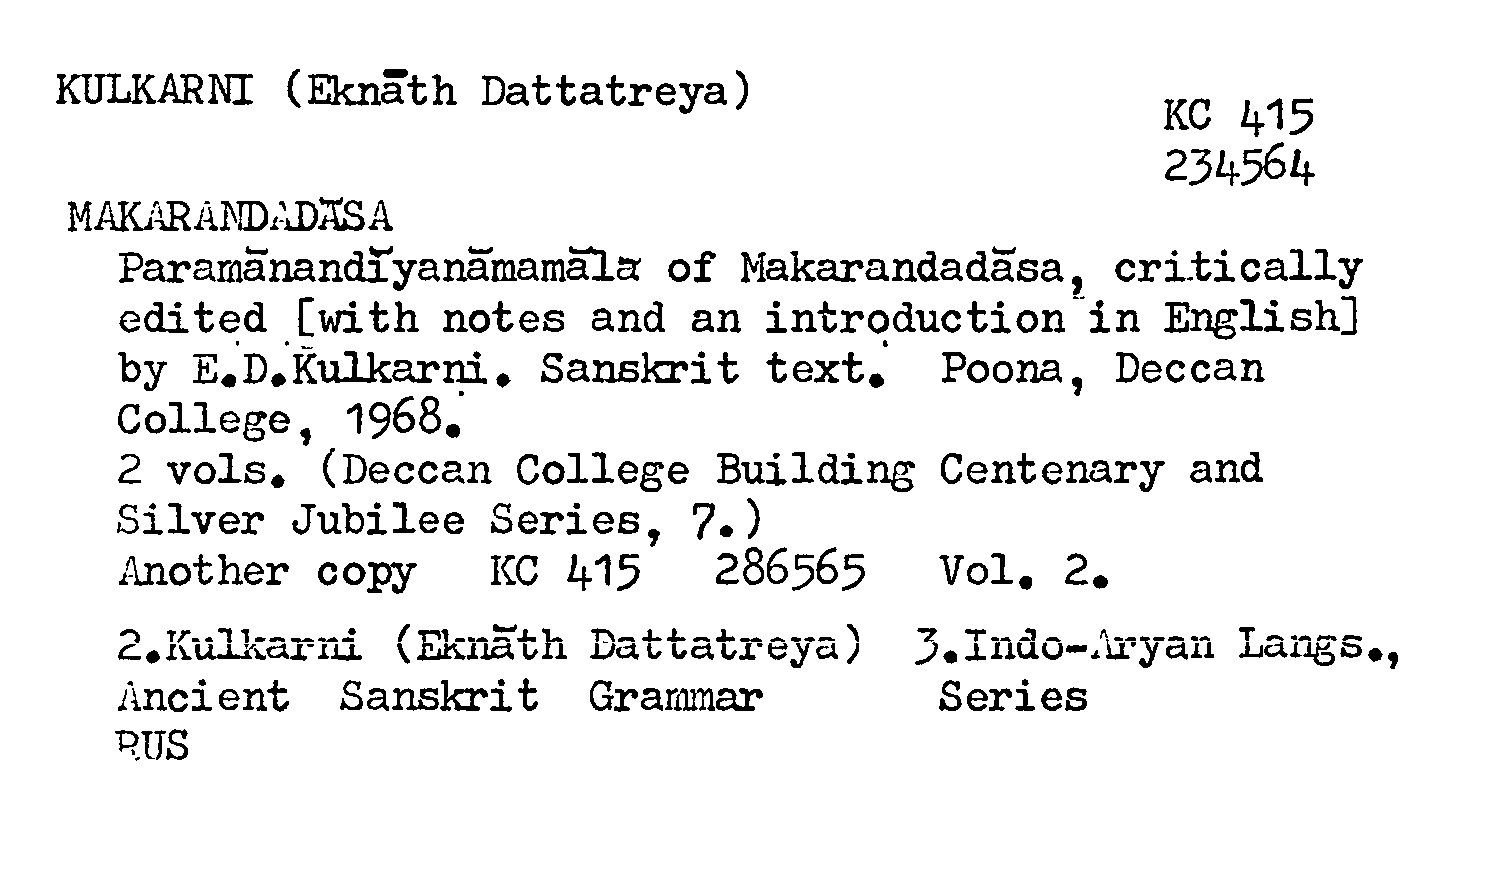 KULKARNI (Eknāth Dattatreya)
KC 415
234564
MAKARANDADĀSA
Paramānandīyanāmamāla of Makarandadāsa, critically
edited [with notes and an introduction in English]
by E.D.Kulkarni. Sanskrit text. Poona, Deccan
College, 1968.
2 vols. (Deccan College Building Centenary and
Silver Jubilee Series, 7.)
Another copy KC 415 286565 Vol. 2.
2.Kulkarni (Eknāth Dattatreya) 3.Indo-Aryan Langs.,
Ancient Sanskrit Grammar Series
RUS